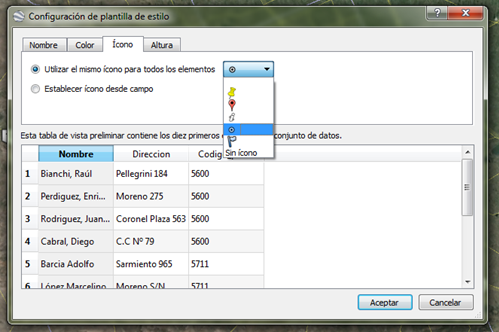 Configuración de plantilla de estilo
Nombre Color Ícono Altura
Utilizar el mismo ícono para todos los elementos
Establecer ícono desde campo
Sin ícono
Esta tabla de vista preliminar contiene los diez primeros conjunto de datos.
Nombre Direccion Codig
1 Bianchi, Raúl Pellegrini 184 5600
2 Perdiguez, Enri... Moreno 275 5600
3 Rodriguez, Juan... Coronel Plaza 563 5600
4 Cabral, Diego C.C Nº 79 5600
5 Barcia Adolfo Sarmiento 965 5711
6 López Marcelino Moreno S/N 5711
Aceptar Cancelar